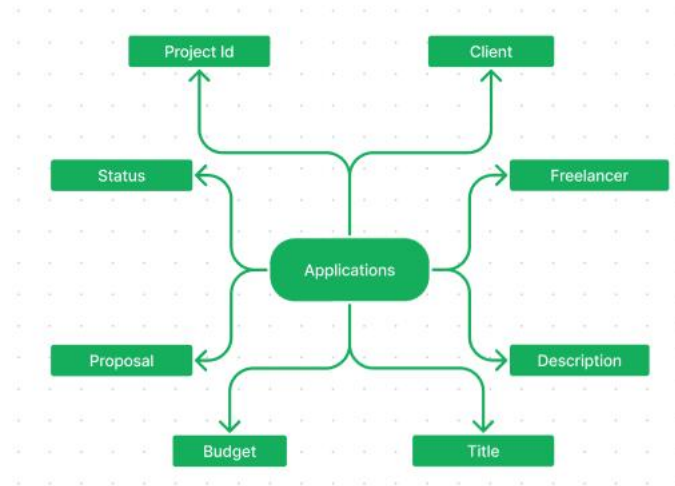 Project Id
Client
Status
Freelancer
Applications
Proposal
Description
Budget
Title